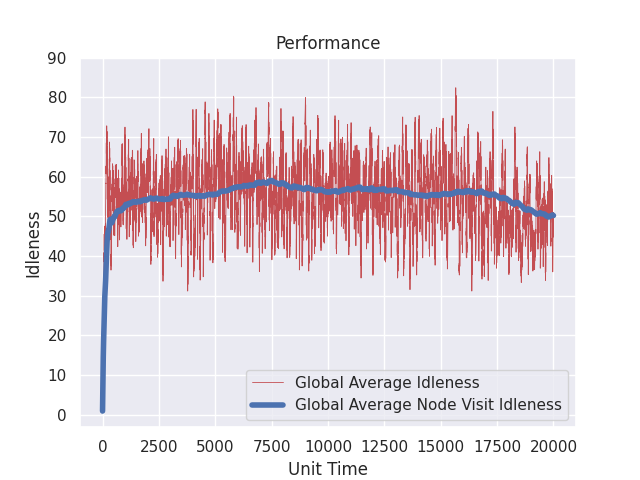 Performance
90
80
70
60
50
40
30
20
10
0
Idleness
0 2500 5000 7500 10000 12500 15000 17500 20000
Unit Time
Global Average Idleness
Global Average Node Visit Idleness